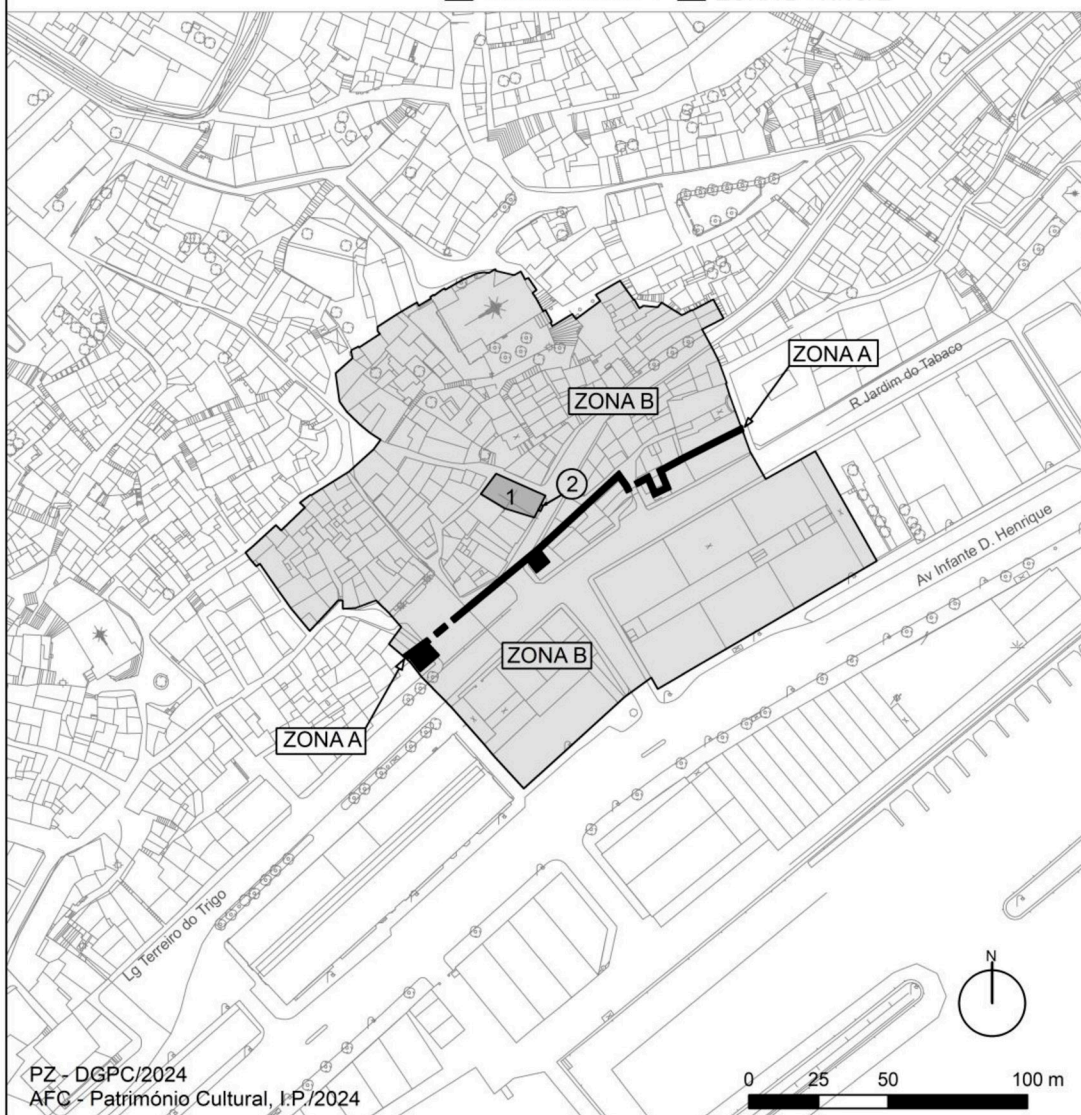 ZONA A
R Jardim do Tabaco
ZONA B
1
2
Av Infante D. Henrique
ZONA B
ZONA A
Lg Terreiro do Trigo
N
PZ - DGPC/2024
AFC - Património Cultural, I.P./2024
0 25 50 100 m